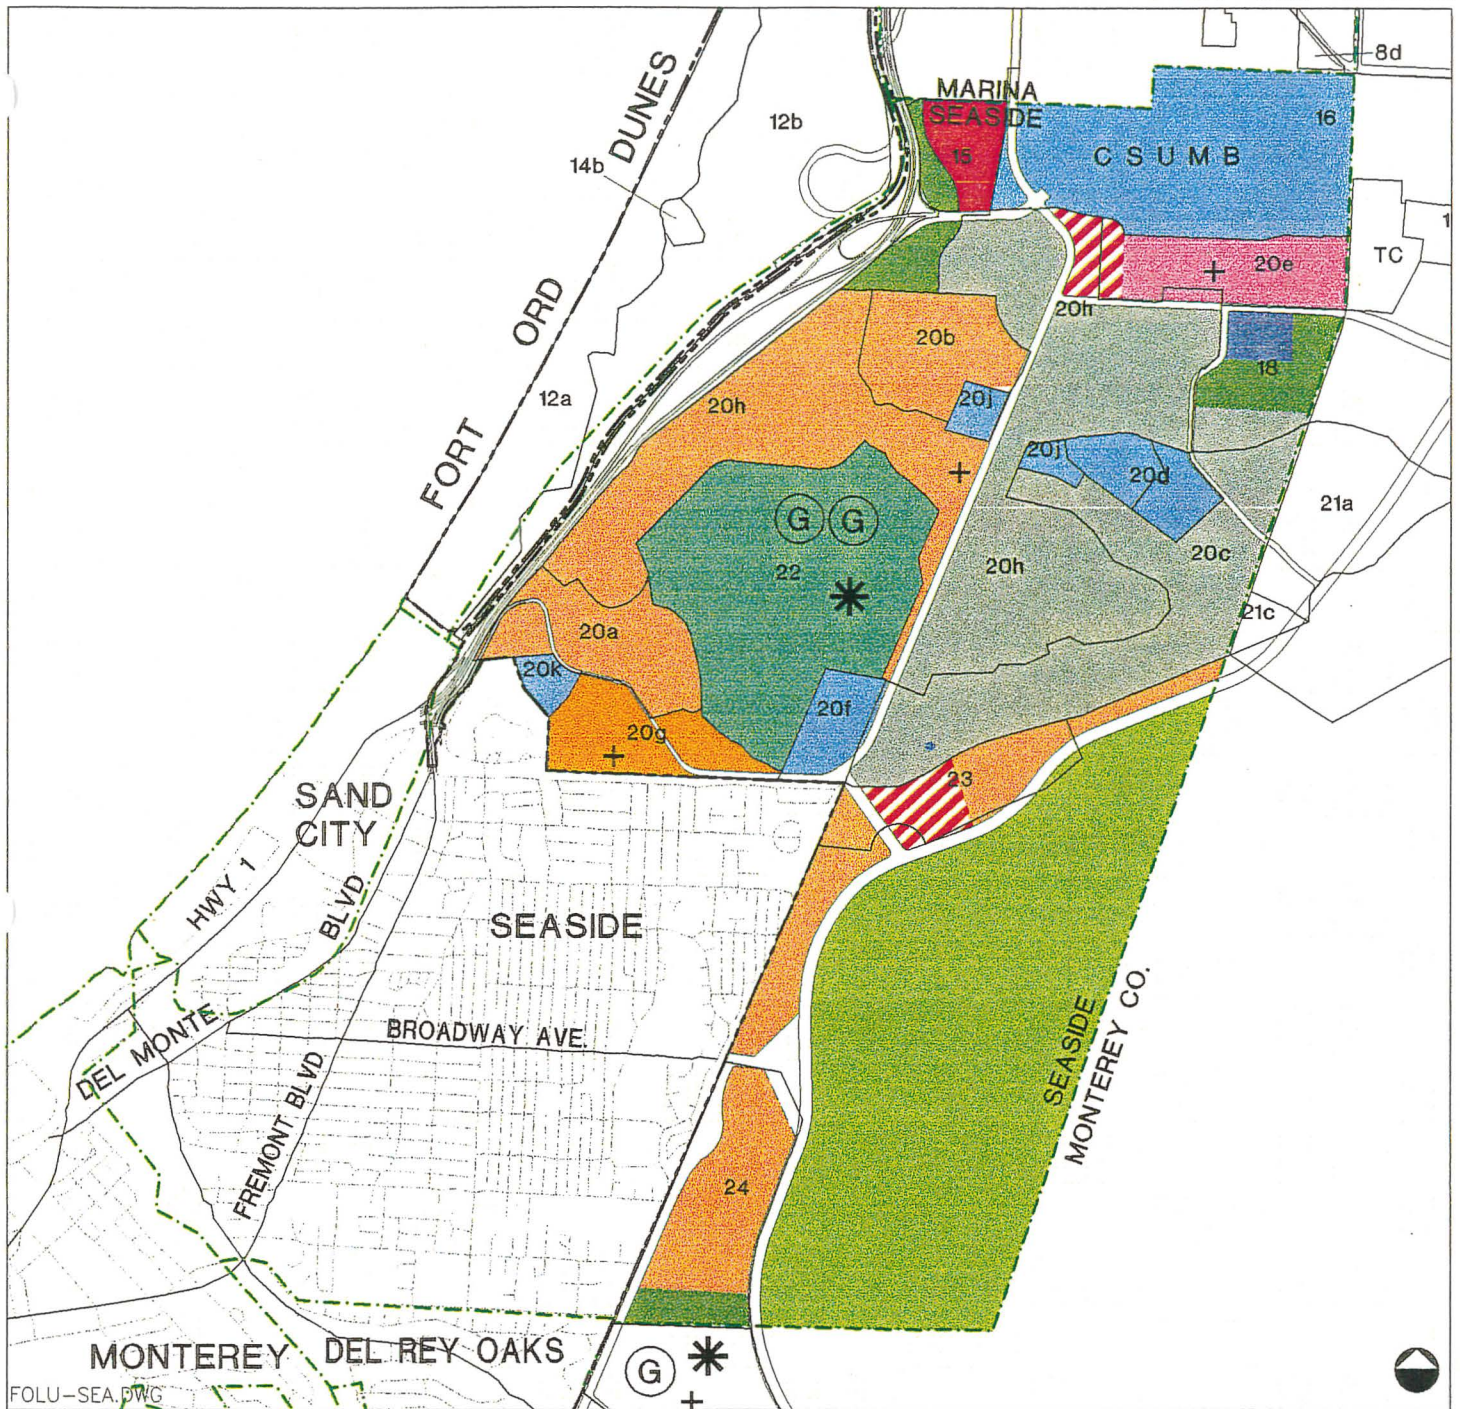 8d
MARINA
SEASIDE
16
12b
DUNES
14b
15
CSUMB
1
TC
20e
ORD
20h
20b
18
20j
12a
20h
FORT
20j
20d
21a
G G
22
20c
20h
21c
20a
20k
20f
20g
23
SAND
CITY
HWY 1
BLVD
SEASIDE
SEASIDE
MONTEREY CO.
BROADWAY AVE.
DEL MONTE
FREMONT BLVD
24
MONTEREY
DEL REY OAKS
G
FOLU-SEA.DWG